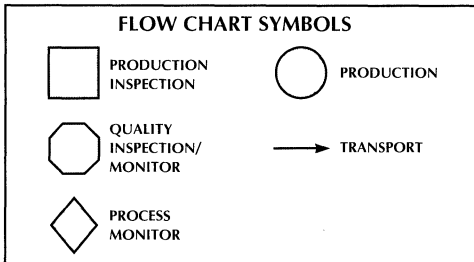 FLOW CHART SYMBOLS
PRODUCTION
INSPECTION
PRODUCTION
QUALITY
INSPECTION/
MONITOR
TRANSPORT
PROCESS
MONITOR